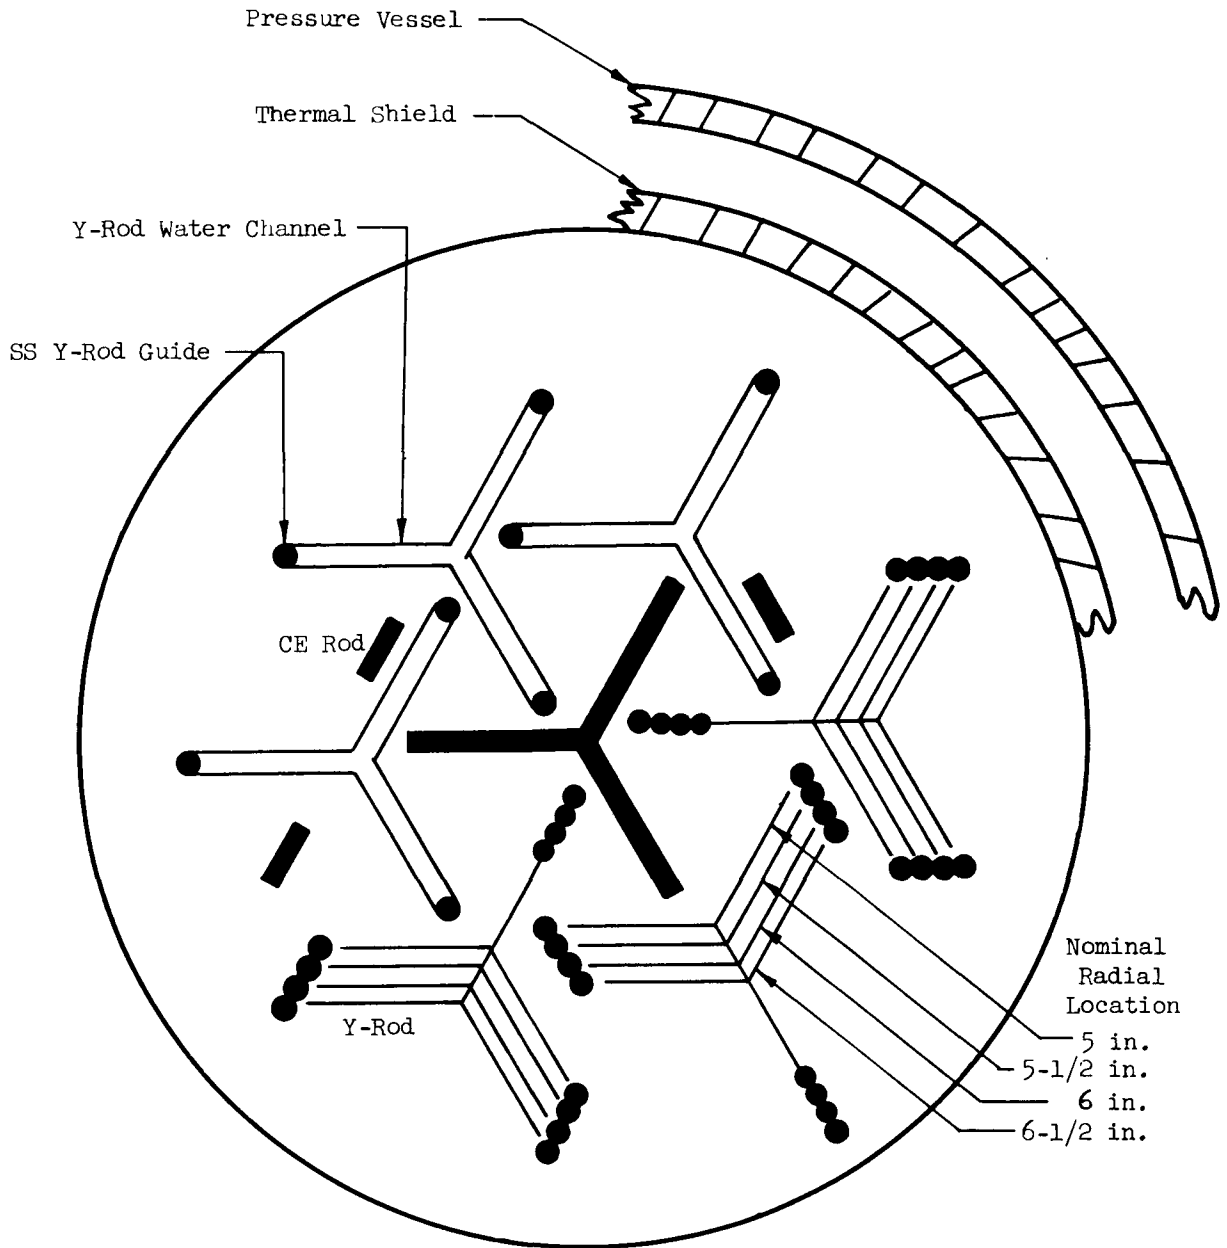 Pressure Vessel
Thermal Shield
Y-Rod Water Channel
SS Y-Rod Guide
CE Rod
Y-Rod
Nominal
Radial
Location
5 in.
5-1/2 in.
6 in.
6-1/2 in.